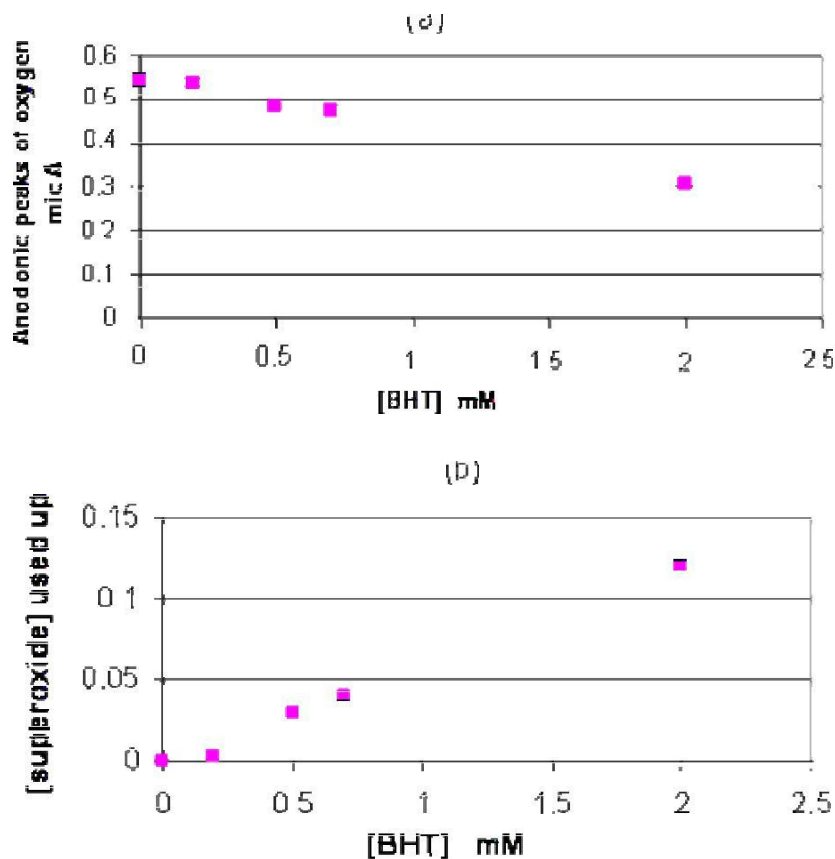 (a)
Anodonic peaks of oxygen
mic A
0.6
0.5
0.4
0.3
0.2
0.1
0
0 0.5 1 1 5 2 2 5
[BHT] mM
(b)
[superoxide] used up
0.15
0.1
0.05
0
0 0 5 1 1.5 2 2.5
[BHT] mM